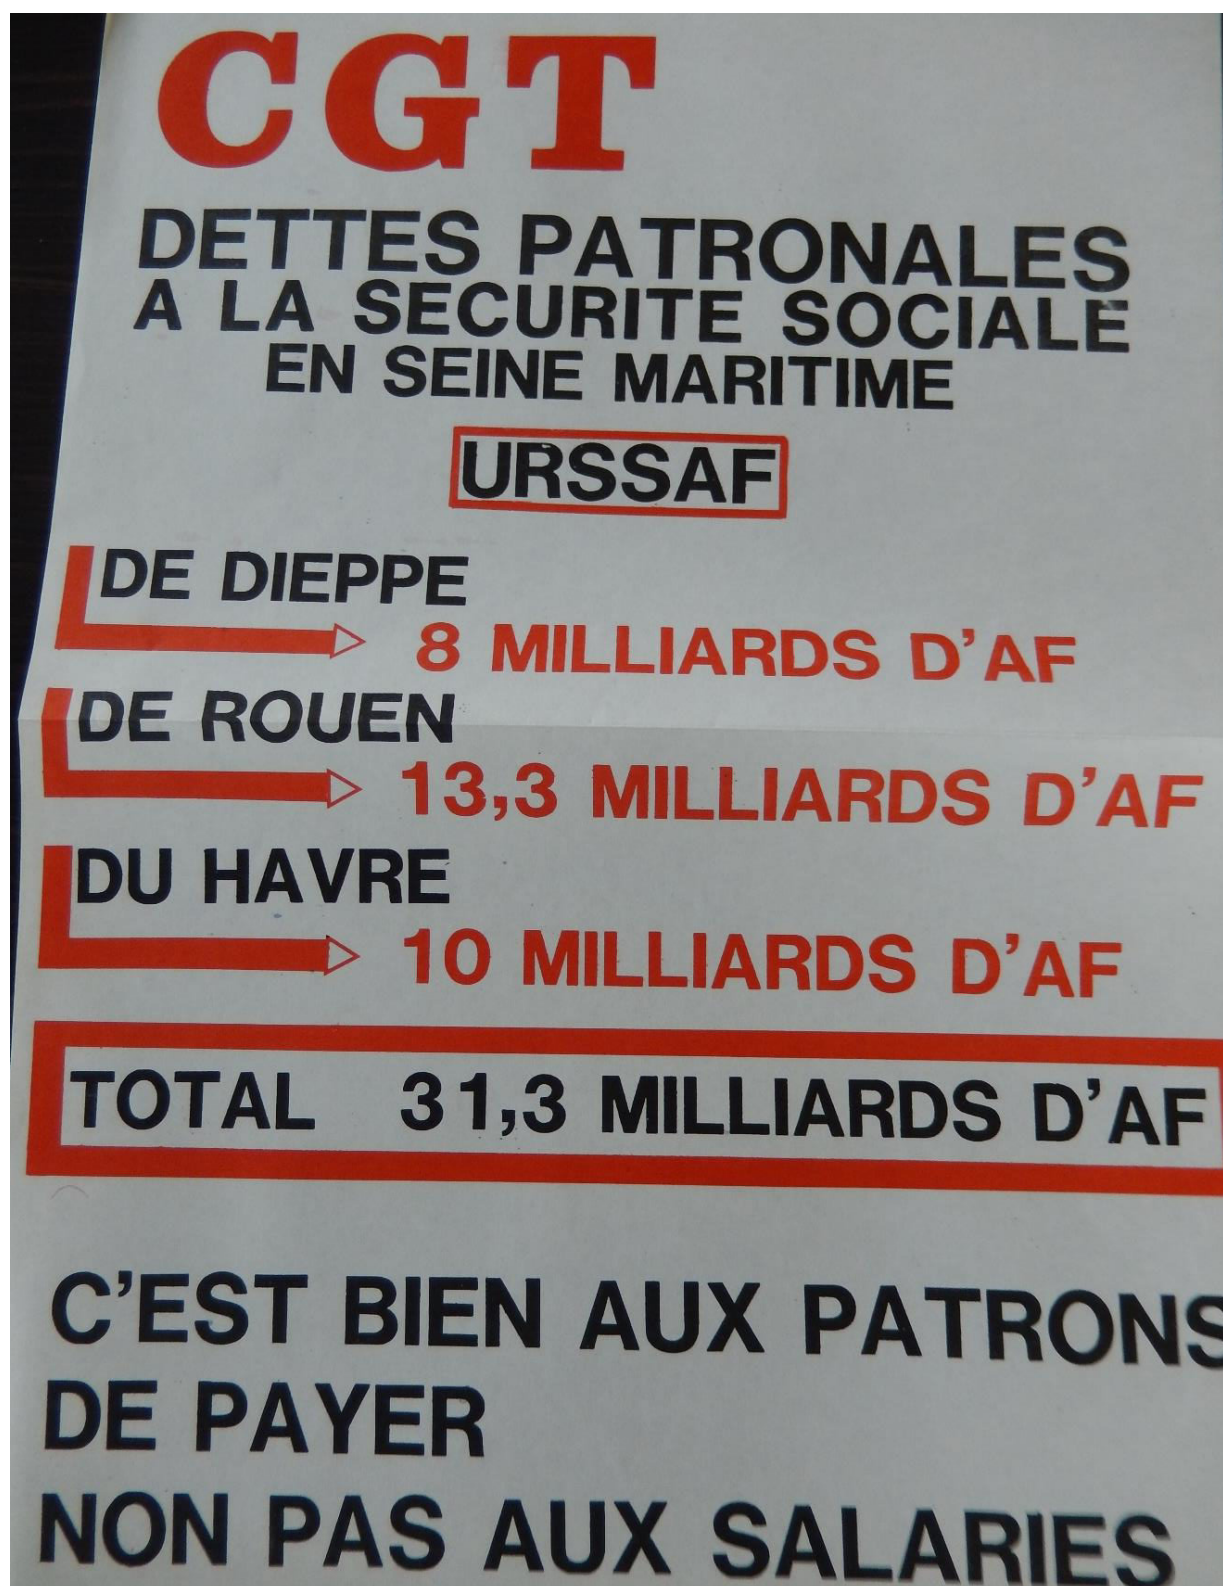 CGT
DETTES PATRONALES
A LA SECURITE SOCIALE
EN SEINE MARITIME
URSSAF
DE DIEPPE
8 MILLIARDS D'AF
DE ROUEN
13,3 MILLIARDS D'AF
DU HAVRE
10 MILLIARDS D'AF
TOTAL 31,3 MILLIARDS D'AF
C'EST BIEN AUX PATRONS
DE PAYER
NON PAS AUX SALARIES